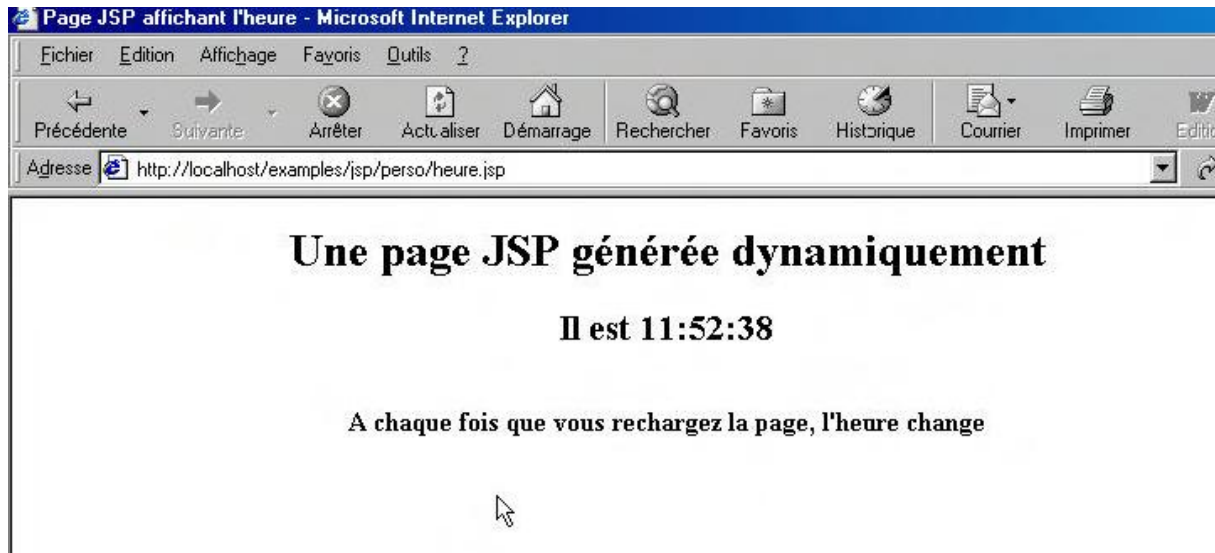 Page JSP affichant l'heure - Microsoft Internet Explorer
Fichier Edition Affichage Favoris Outils ?
Précédente Suivante Arrêter Actualiser Démarrage Rechercher Favoris Historique Courrier Imprimer
Adresse http://localhost/examples/jsp/perso/heure.jsp
Une page JSP générée dynamiquement
Il est 11:52:38
A chaque fois que vous rechargez la page, l'heure change